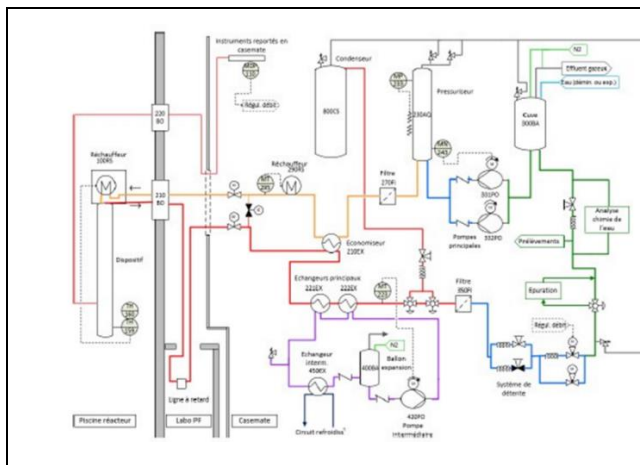 Instruments reportés en
casemate
Condenseur
N2
Effluent gazeux
Eau (démin. ou exp.)
Pressuriseur
Régul. débit
800CS
230AQ
Cuve
300BA
220
BO
Réchauffeur
100RS
Réchauffeur
290RS
Filtre
270FI
301PO
Analyse
chimie de
l'eau
210
BO
302PO
Economiseur
210EX
Pompes
principales
Prélèvements
Dispositif
Echangeurs principaux
221EX
222EX
Filtre
350FI
Epuration
Régul. débit
N2
Ballon
expansion
400BA
Echangeur
interm.
450EX
Système de
détente
Ligne à retard
420PO
Pompe
intermédiaire
Circuit refroidis
Piscine réacteur
Labo PF
Casemate